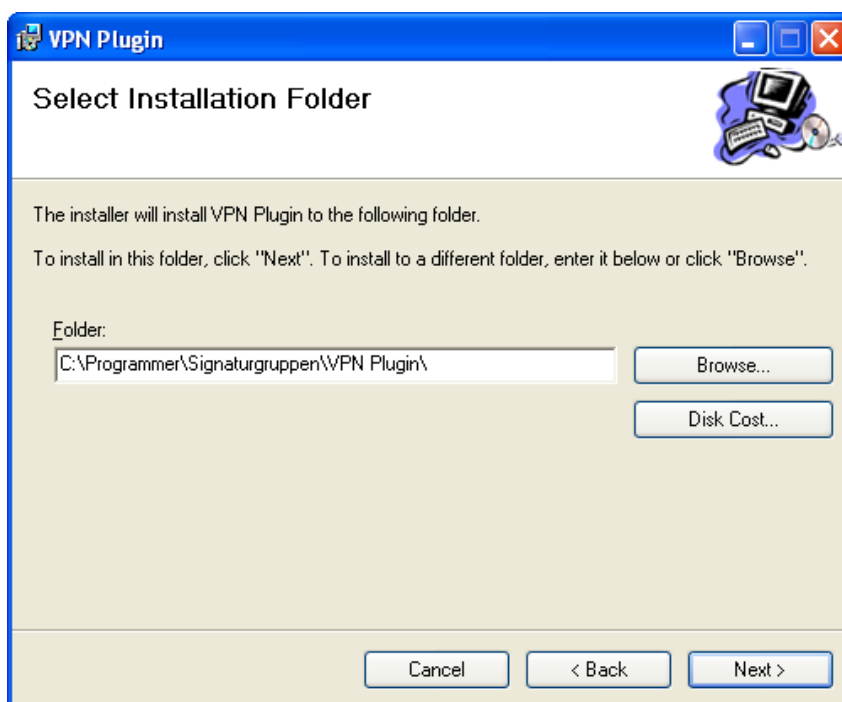 VPN Plugin
Select Installation Folder
The installer will install VPN Plugin to the following folder.
To install in this folder, click "Next". To install to a different folder, enter it below or click "Browse".
Folder:
C:\Programmer\Signaturgruppen\VPN Plugin\
Browse...
Disk Cost...
Cancel
< Back
Next >